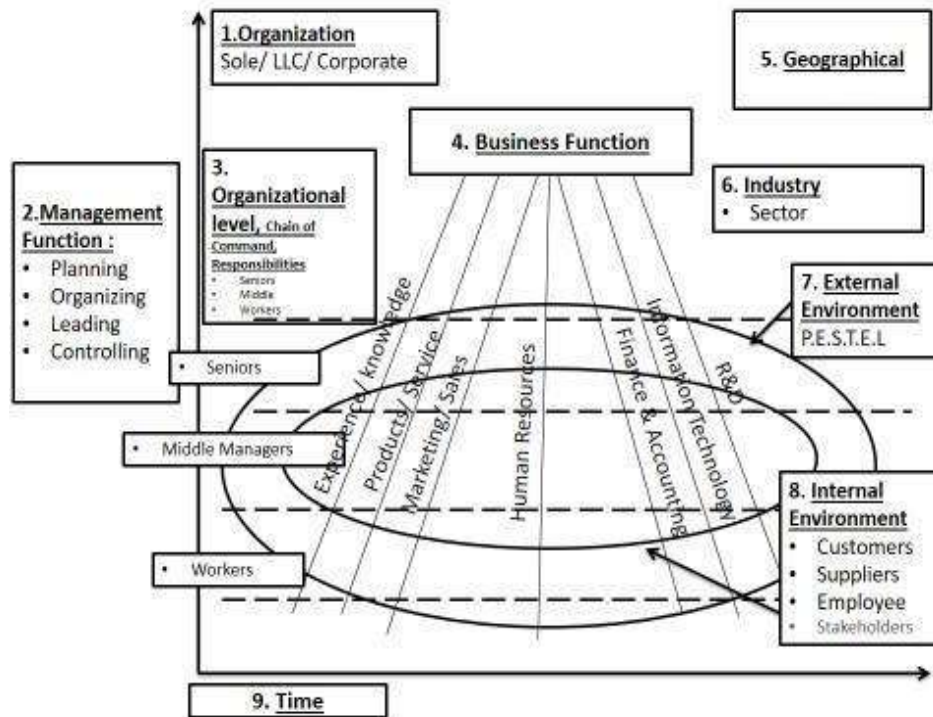 1.Organization
Sole/ LLC/ Corporate
5. Geographical
4. Business Function
2.Management
Function :
• Planning
• Organizing
• Leading
• Controlling
3.
Organizational
level, Chain of
Command,
Responsibilities
• Seniors
• Middle
• Workers
6. Industry
• Sector
7. External
Environment
P.E.S.T.E.L
• Seniors
• Middle Managers
• Workers
Experience / knowledge
Products/ Service
Marketing/ Sales
Human Resources
Finance & Accounting
Information Technology
R&D
8. Internal
Environment
• Customers
• Suppliers
• Employee
• Stakeholders
9. Time